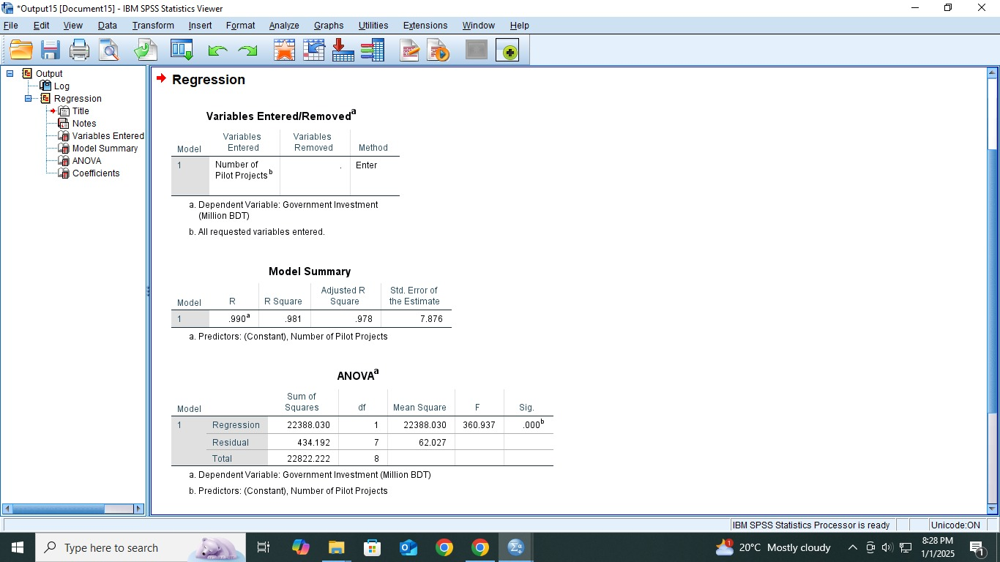 *Output15 [Document15] - IBM SPSS Statistics Viewer
File Edit View Data Transform Insert Format Analyze Graphs Utilities Extensions Window Help
Output
Log
Regression
Title
Notes
Variables Entered
Model Summary
ANOVA
Coefficients
Regression
Variables Entered/Removedᵃ
Model Variables Entered Variables Removed Method
1 Number of Pilot Projectsᵇ . Enter
a. Dependent Variable: Government Investment
(Million BDT)
b. All requested variables entered.
Model Summary
Model R R Square Adjusted R Square Std. Error of the Estimate
1 .990ᵃ .981 .978 7.876
a. Predictors: (Constant), Number of Pilot Projects
ANOVAᵃ
Model Sum of Squares df Mean Square F Sig.
1 Regression 22388.030 1 22388.030 360.937 .000ᵇ
Residual 434.192 7 62.027
Total 22822.222 8
a. Dependent Variable: Government Investment (Million BDT)
b. Predictors: (Constant), Number of Pilot Projects
IBM SPSS Statistics Processor is ready Unicode:ON
Type here to search
20°C Mostly cloudy
8:28 PM
1/1/2025
1
1